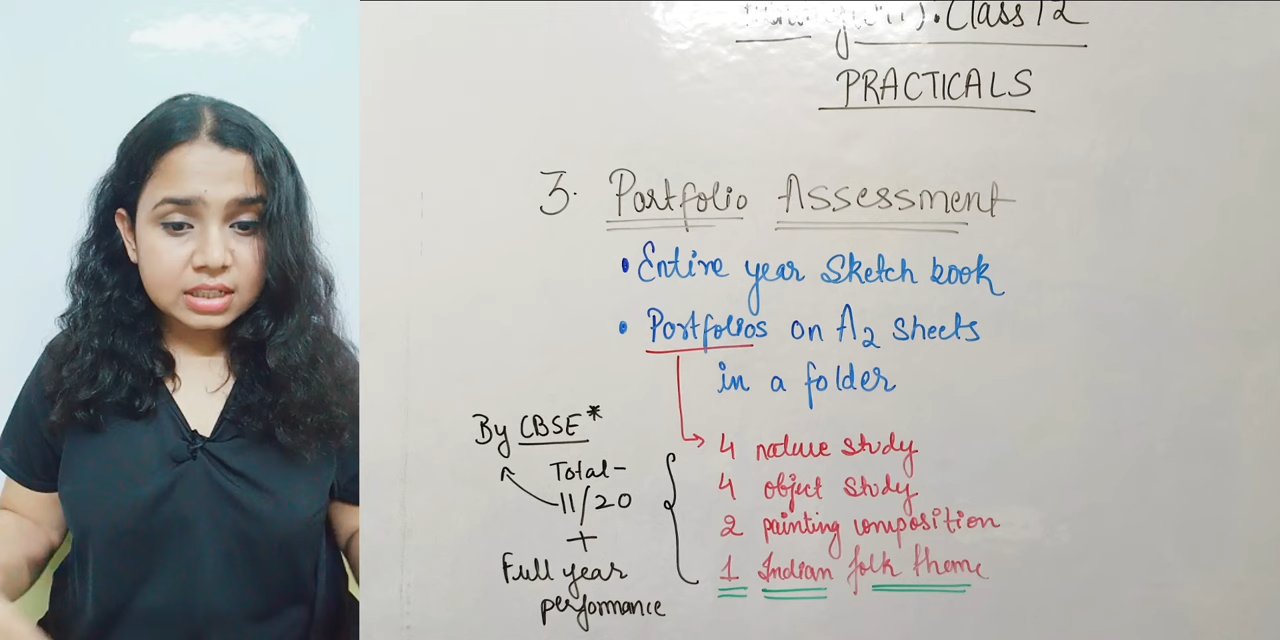 Class 12
PRACTICALS
3. Portfolio Assessment
• Entire year Sketch book
• Portfolios on A2 Sheets
in a folder
By CBSE*
Total-
11/20
+
Full year
performance
4 nature study
4 object study
2 painting composition
1 Indian folk theme